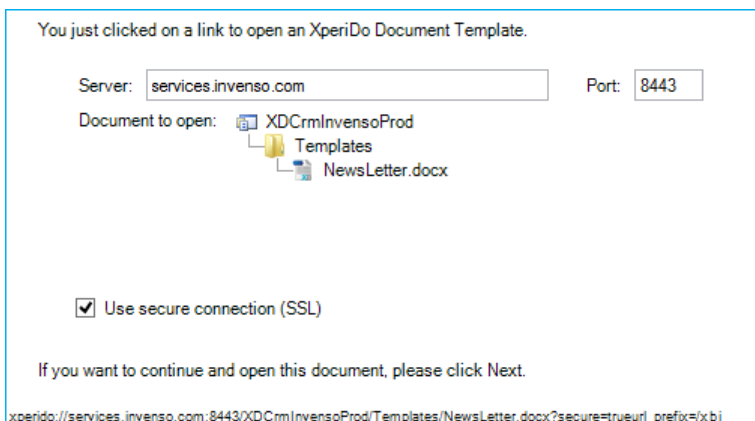 You just clicked on a link to open an XperiDo Document Template.
Server: services.invenso.com Port: 8443
Document to open: XDCrmInvensoProd
Templates
NewsLetter.docx
Use secure connection (SSL)
If you want to continue and open this document, please click Next.
xperido://services.invenso.com:8443/XDCrmInvensoProd/Templates/NewsLetter.docx?secure=trueurl_prefix=/xbi